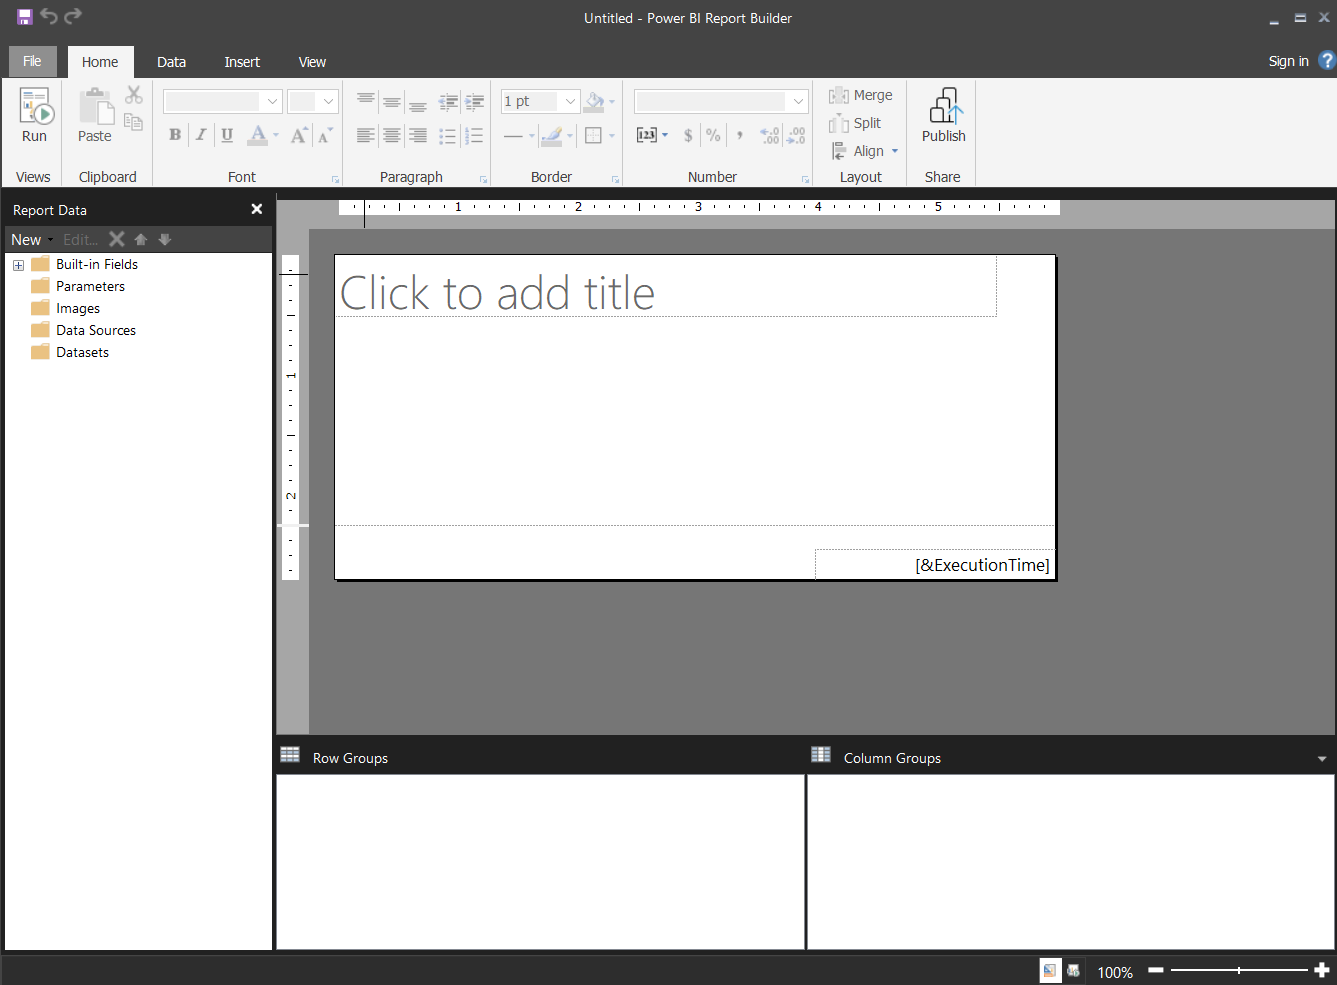 Untitled - Power BI Report Builder
File Home Data Insert View Sign in ?
1 pt
B I U A A A
123 $ % , .00 .00
Merge
Split
Align
Run Paste Publish
Views Clipboard Font Paragraph Border Number Layout Share
Report Data
New Edit...
Built-in Fields
Parameters
Images
Data Sources
Datasets
1 2 3 4 5
Click to add title
1
2
[&ExecutionTime]
Row Groups Column Groups
100%